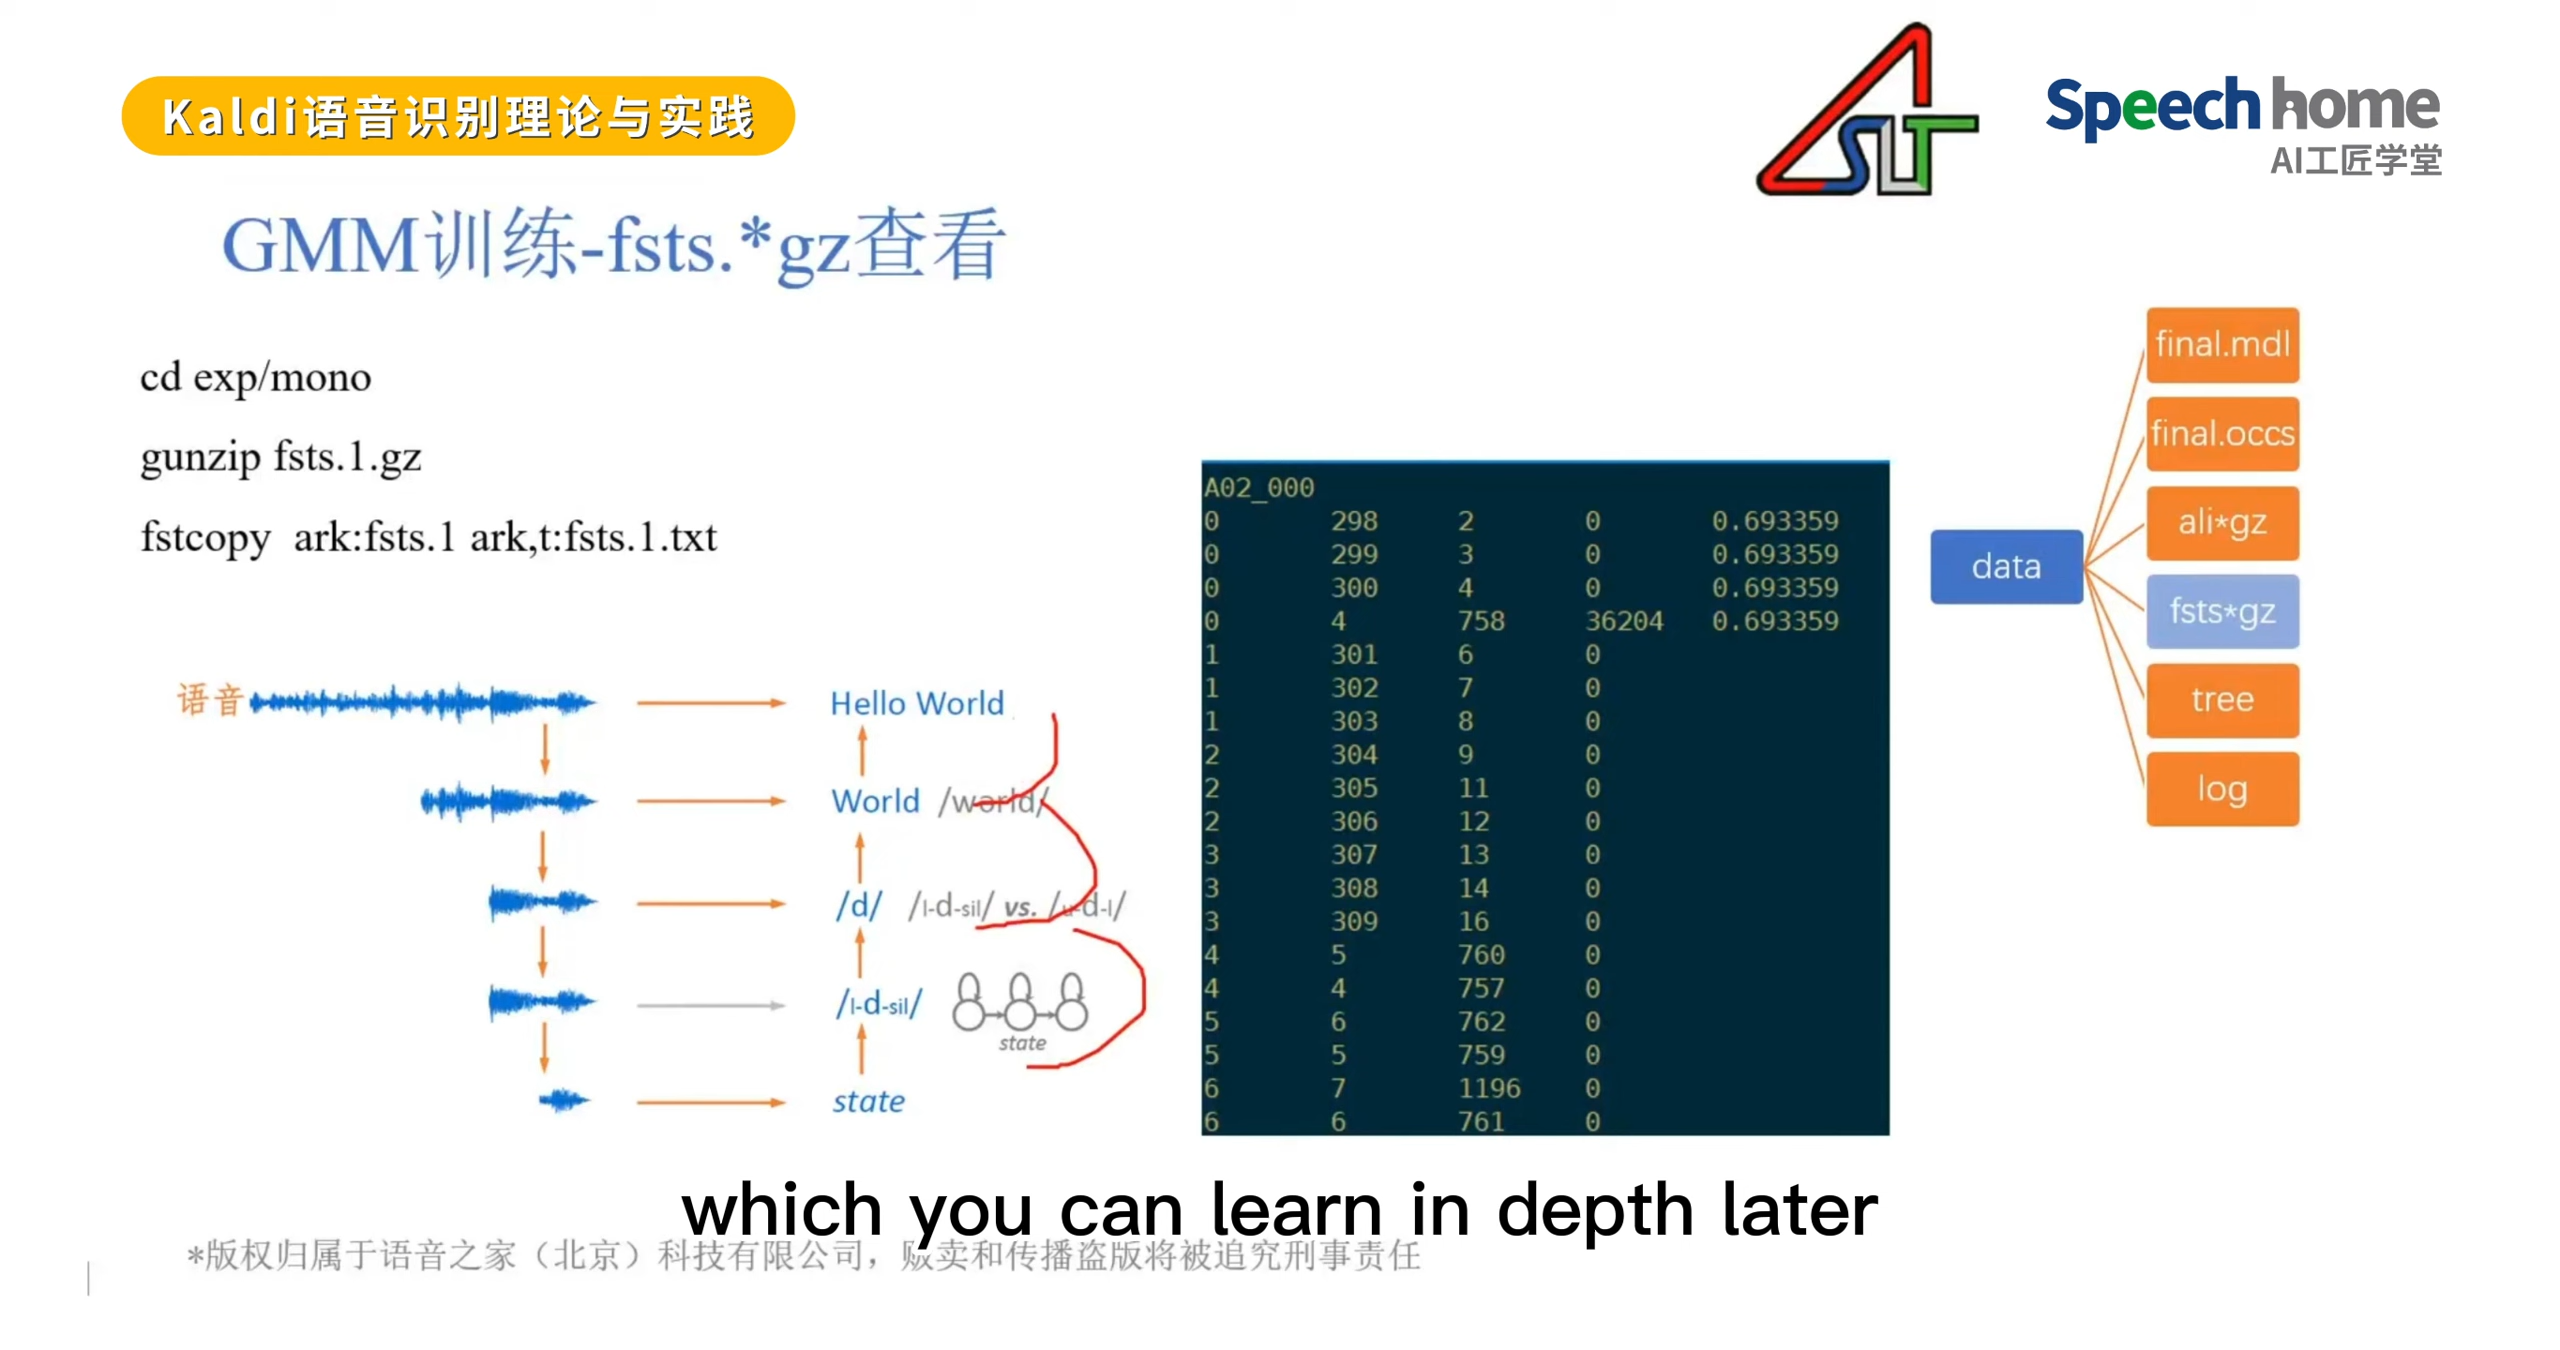 Kaldi语音识别理论与实践
ASLT
Speechhome
AI工匠学堂
GMM训练-fsts.*gz查看
cd exp/mono
gunzip fsts.1.gz
fstcopy ark:fsts.1 ark,t:fsts.1.txt
语音
Hello World
World /world/
/d/ /l-d-sil/ vs. /u-d-l/
/l-d-sil/
state
state
A02_000
0 298 2 0 0.693359
0 299 3 0 0.693359
0 300 4 0 0.693359
0 4 758 36204 0.693359
1 301 6 0
1 302 7 0
1 303 8 0
2 304 9 0
2 305 11 0
2 306 12 0
3 307 13 0
3 308 14 0
3 309 16 0
4 5 760 0
4 4 757 0
5 6 762 0
5 5 759 0
6 7 1196 0
6 6 761 0
data
final.mdl
final.occs
ali*gz
fsts*gz
tree
log
which you can learn in depth later
*版权归属于语音之家（北京）科技有限公司，贩卖和传播盗版将被追究刑事责任